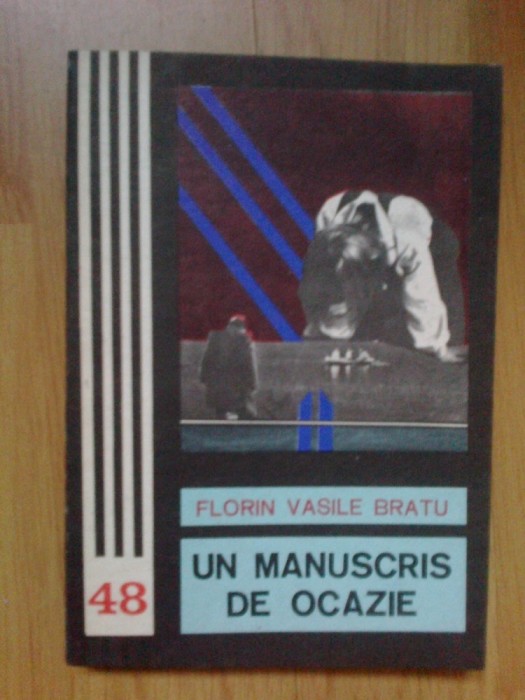 FLORIN VASILE BRATU
UN MANUSCRIS
DE OCAZIE
48